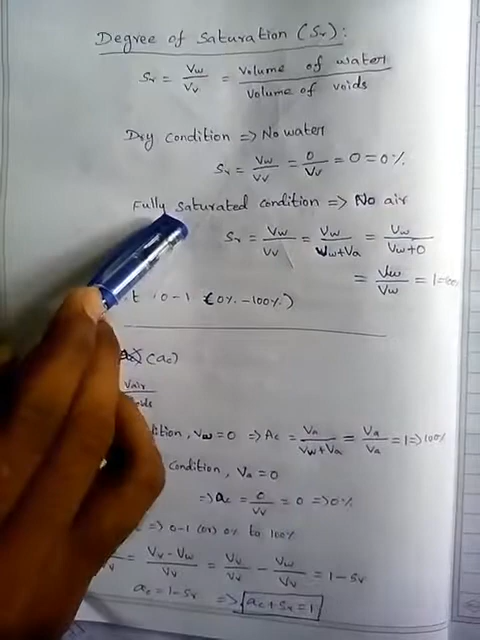 Degree of Saturation (Sr):
Sr = Vw/Vv = Volume of water/Volume of voids
Dry Condition => No water
Sr = Vw/Vv = 0/Vv = 0 = 0%
Fully saturated condition => No air
Sr = Vw/Vv = Vw/Vw+Va = Vw/Vw+0
= Vw/Vw = 1=100%
0-1 (0%-100%)
(ac)
Vair
dition, Vw=0 => Ac = Va/Vw+Va = Va/Va = 1=>100%
condition, Va=0
=> ac = 0/Vv = 0 => 0%
=> 0-1 (or) 0% to 100%
= Vv-Vw/Vv = Vv/Vv - Vw/Vv = 1-Sr
ac = 1-Sr => ac+Sr=1